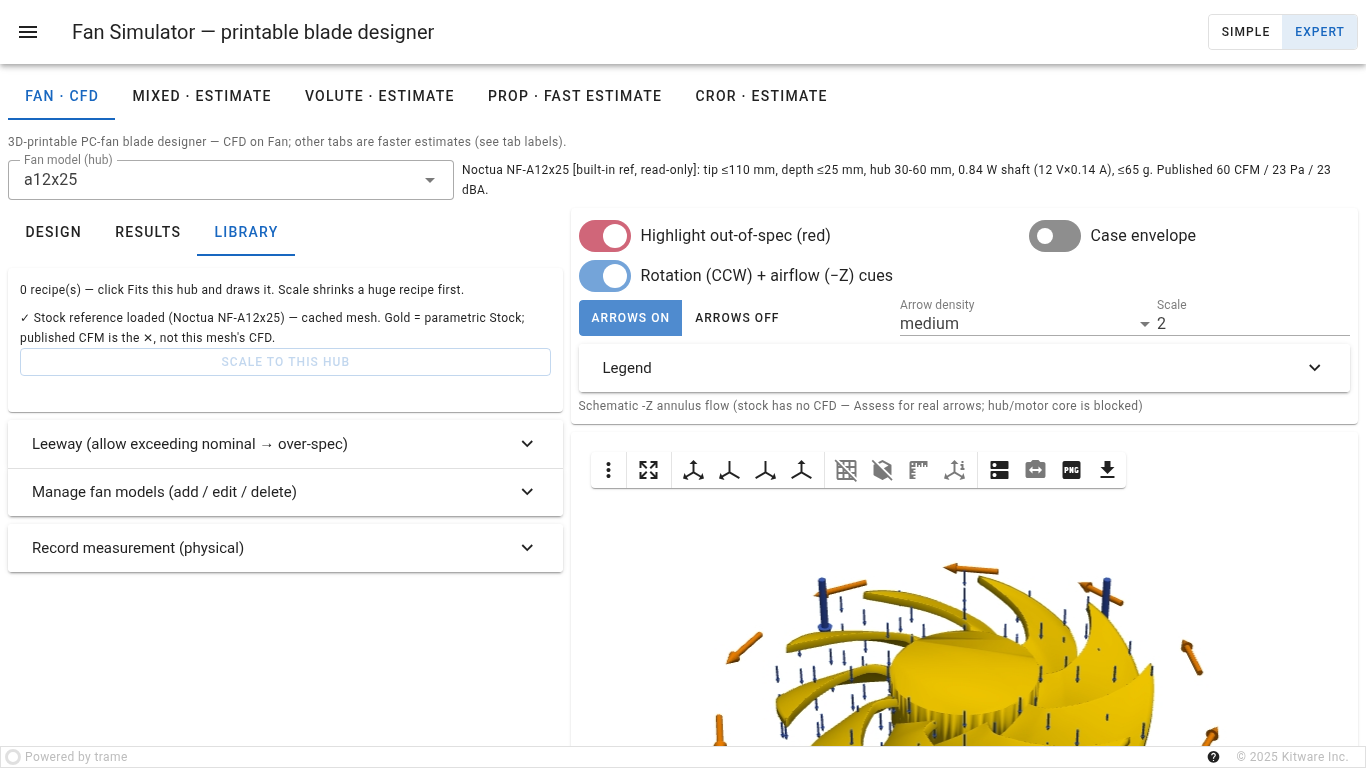 Fan Simulator — printable blade designer
SIMPLE
EXPERT
FAN · CFD
MIXED · ESTIMATE
VOLUTE · ESTIMATE
PROP · FAST ESTIMATE
CROR · ESTIMATE
3D-printable PC-fan blade designer — CFD on Fan; other tabs are faster estimates (see tab labels).
Fan model (hub)
a12x25
Noctua NF-A12x25 [built-in ref, read-only]: tip ≤110 mm, depth ≤25 mm, hub 30-60 mm, 0.84 W shaft (12 V×0.14 A), ≤65 g. Published 60 CFM / 23 Pa / 23
dBA.
DESIGN
RESULTS
LIBRARY
0 recipe(s) — click Fits this hub and draws it. Scale shrinks a huge recipe first.
✓ Stock reference loaded (Noctua NF-A12x25) — cached mesh. Gold = parametric Stock;
published CFM is the ✕, not this mesh's CFD.
SCALE TO THIS HUB
Leeway (allow exceeding nominal → over-spec)
Manage fan models (add / edit / delete)
Record measurement (physical)
Highlight out-of-spec (red)
Case envelope
Rotation (CCW) + airflow (−Z) cues
ARROWS ON
ARROWS OFF
Arrow density
medium
Scale
2
Legend
Schematic -Z annulus flow (stock has no CFD — Assess for real arrows; hub/motor core is blocked)
PNG
Powered by trame
© 2025 Kitware Inc.